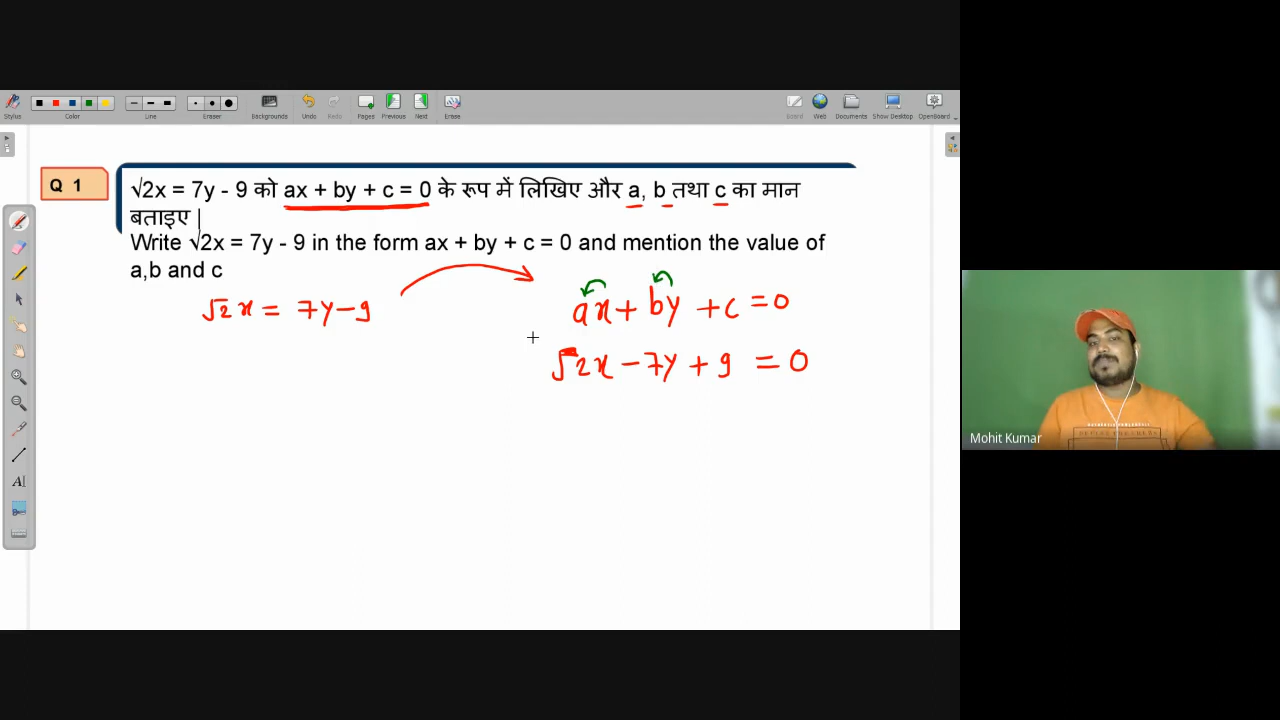 Stylus
Color
Line
Eraser
Backgrounds
Undo
Redo
Pages
Previous
Next
Erase
Board
Web
Documents
Show Desktop
OpenBoard
Q 1
√2x = 7y - 9 को ax + by + c = 0 के रूप में लिखिए और a, b तथा c का मान
बताइए |
Write √2x = 7y - 9 in the form ax + by + c = 0 and mention the value of
a,b and c
√2x = 7y-9
ax + by + c = 0
√2x - 7y + 9 = 0
Mohit Kumar